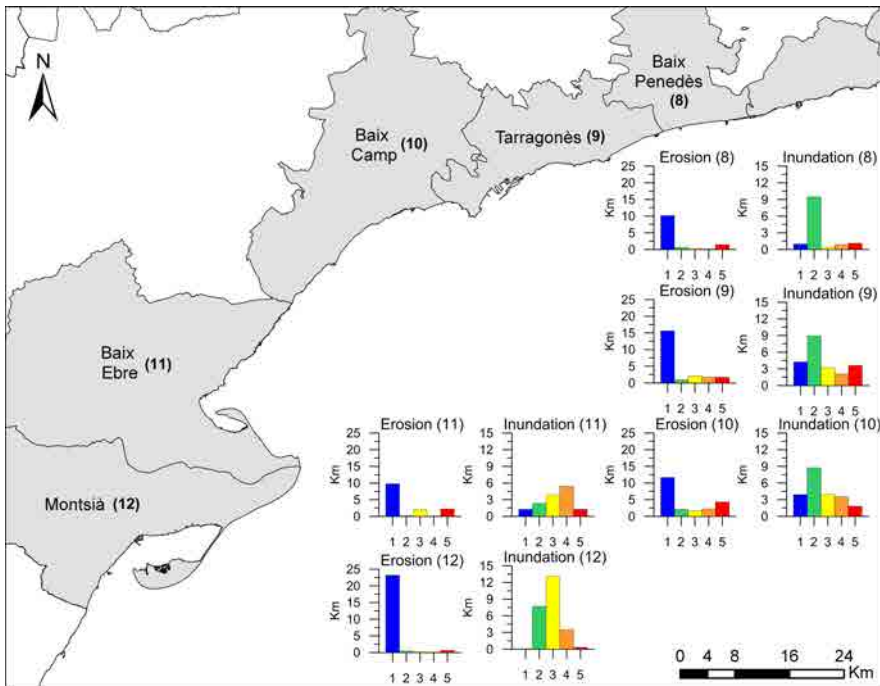 N
Baix
Penedès
(8)
Baix
Camp (10)
Tarragonès (9)
Baix
Ebre (11)
Montsià (12)
Erosion (8)
Km
25
20
15
10
5
0
1 2 3 4 5
Inundation (8)
Km
15
12
9
6
3
0
1 2 3 4 5
Erosion (9)
Km
25
20
15
10
5
0
1 2 3 4 5
Inundation (9)
Km
15
12
9
6
3
0
1 2 3 4 5
Erosion (11)
Km
25
20
15
10
5
0
1 2 3 4 5
Inundation (11)
Km
15
12
9
6
3
0
1 2 3 4 5
Erosion (10)
Km
25
20
15
10
5
0
1 2 3 4 5
Inundation (10)
Km
15
12
9
6
3
0
1 2 3 4 5
Erosion (12)
Km
25
20
15
10
5
0
1 2 3 4 5
Inundation (12)
Km
15
12
9
6
3
0
1 2 3 4 5
0 4 8 16 24
Km